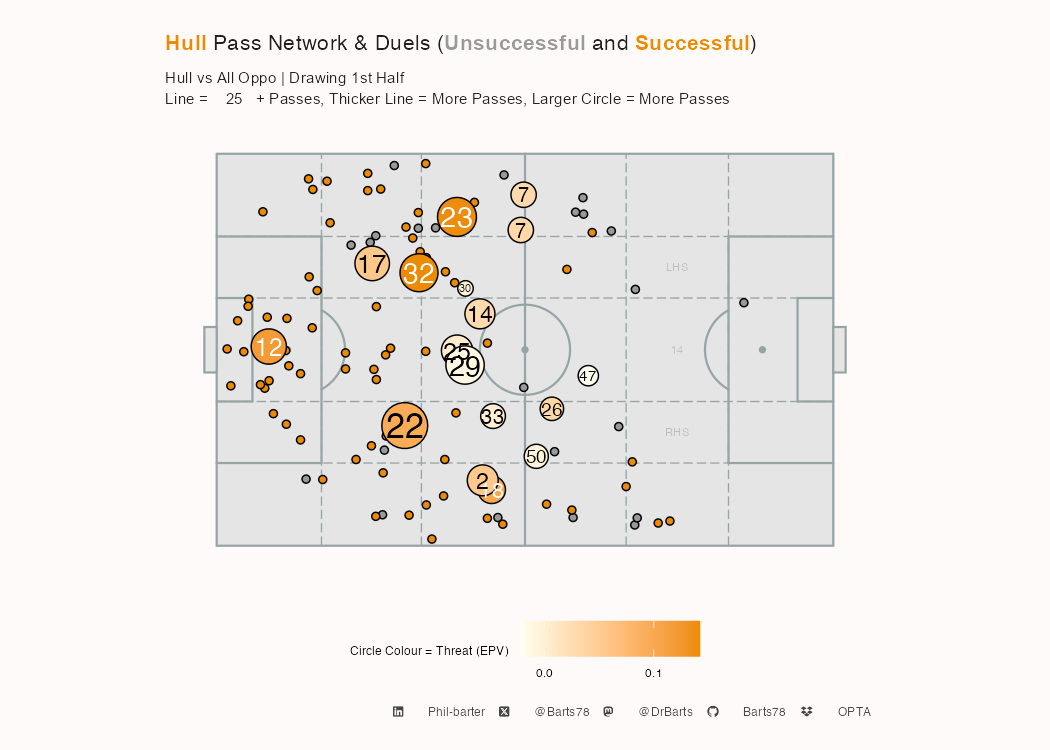 Hull Pass Network & Duels (Unsuccessful and Successful)
Hull vs All Oppo | Drawing 1st Half
Line = 25 + Passes, Thicker Line = More Passes, Larger Circle = More Passes
7
23
7
LHS
17
32
30
14
12
25
14
29
47
22
33
26
RHS
50
2
18
Circle Colour = Threat (EPV)
0.0 0.1
Phil-barter @Barts78 @DrBarts Barts78 OPTA